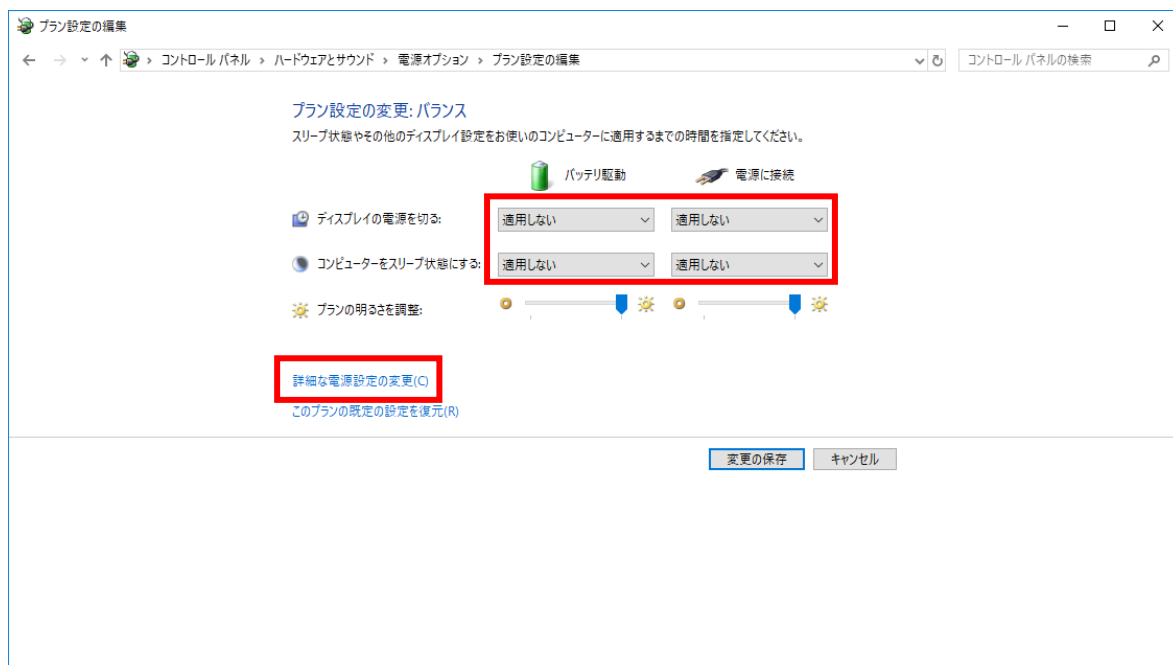 プラン設定の編集
コントロール パネル › ハードウェアとサウンド › 電源オプション › プラン設定の編集
コントロール パネルの検索
プラン設定の変更: バランス
スリープ状態やその他のディスプレイ設定をお使いのコンピューターに適用するまでの時間を指定してください。
バッテリ駆動 電源に接続
ディスプレイの電源を切る: 適用しない 適用しない
コンピューターをスリープ状態にする: 適用しない 適用しない
プランの明るさを調整:
詳細な電源設定の変更(C)
このプランの既定の設定を復元(R)
変更の保存 キャンセル